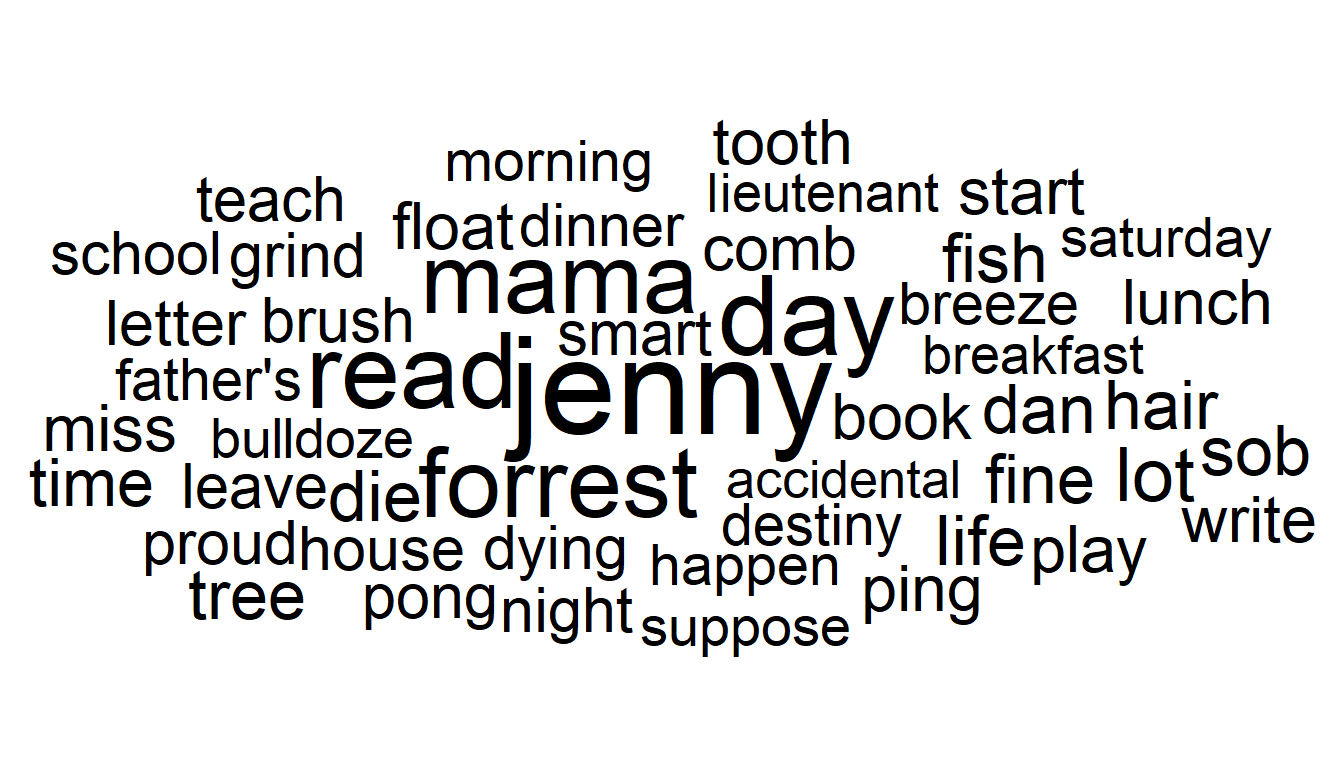 tooth
morning
teach lieutenant start
float dinner saturday
school grind comb fish
mama day breeze lunch
letter brush smart
father's read jenny breakfast
miss bulldoze book dan hair
sob
time leave die forrest accidental fine lot
write
proud house dying destiny life play
tree pong night happen ping
suppose